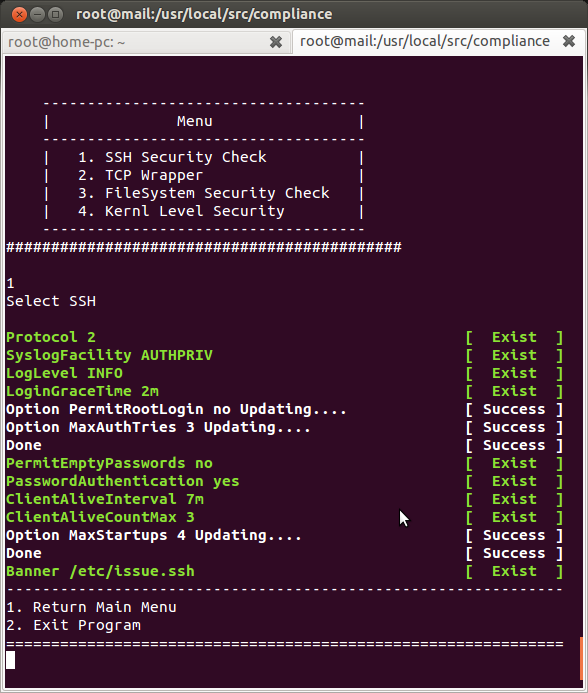 root@mail:/usr/local/src/compliance
root@home-pc: ~
root@mail:/usr/local/src/compliance
------------------------------------
| Menu |
------------------------------------
| 1. SSH Security Check |
| 2. TCP Wrapper |
| 3. FileSystem Security Check |
| 4. Kernl Level Security |
------------------------------------
############################################
1
Select SSH
Protocol 2 [ Exist ]
SyslogFacility AUTHPRIV [ Exist ]
LogLevel INFO [ Exist ]
LoginGraceTime 2m [ Exist ]
Option PermitRootLogin no Updating.... [ Success ]
Option MaxAuthTries 3 Updating.... [ Success ]
Done [ Success ]
PermitEmptyPasswords no [ Exist ]
PasswordAuthentication yes [ Exist ]
ClientAliveInterval 7m [ Exist ]
ClientAliveCountMax 3 [ Exist ]
Option MaxStartups 4 Updating.... [ Success ]
Done [ Success ]
Banner /etc/issue.ssh [ Exist ]
--------------------------------------------------------------
1. Return Main Menu
2. Exit Program
==============================================================